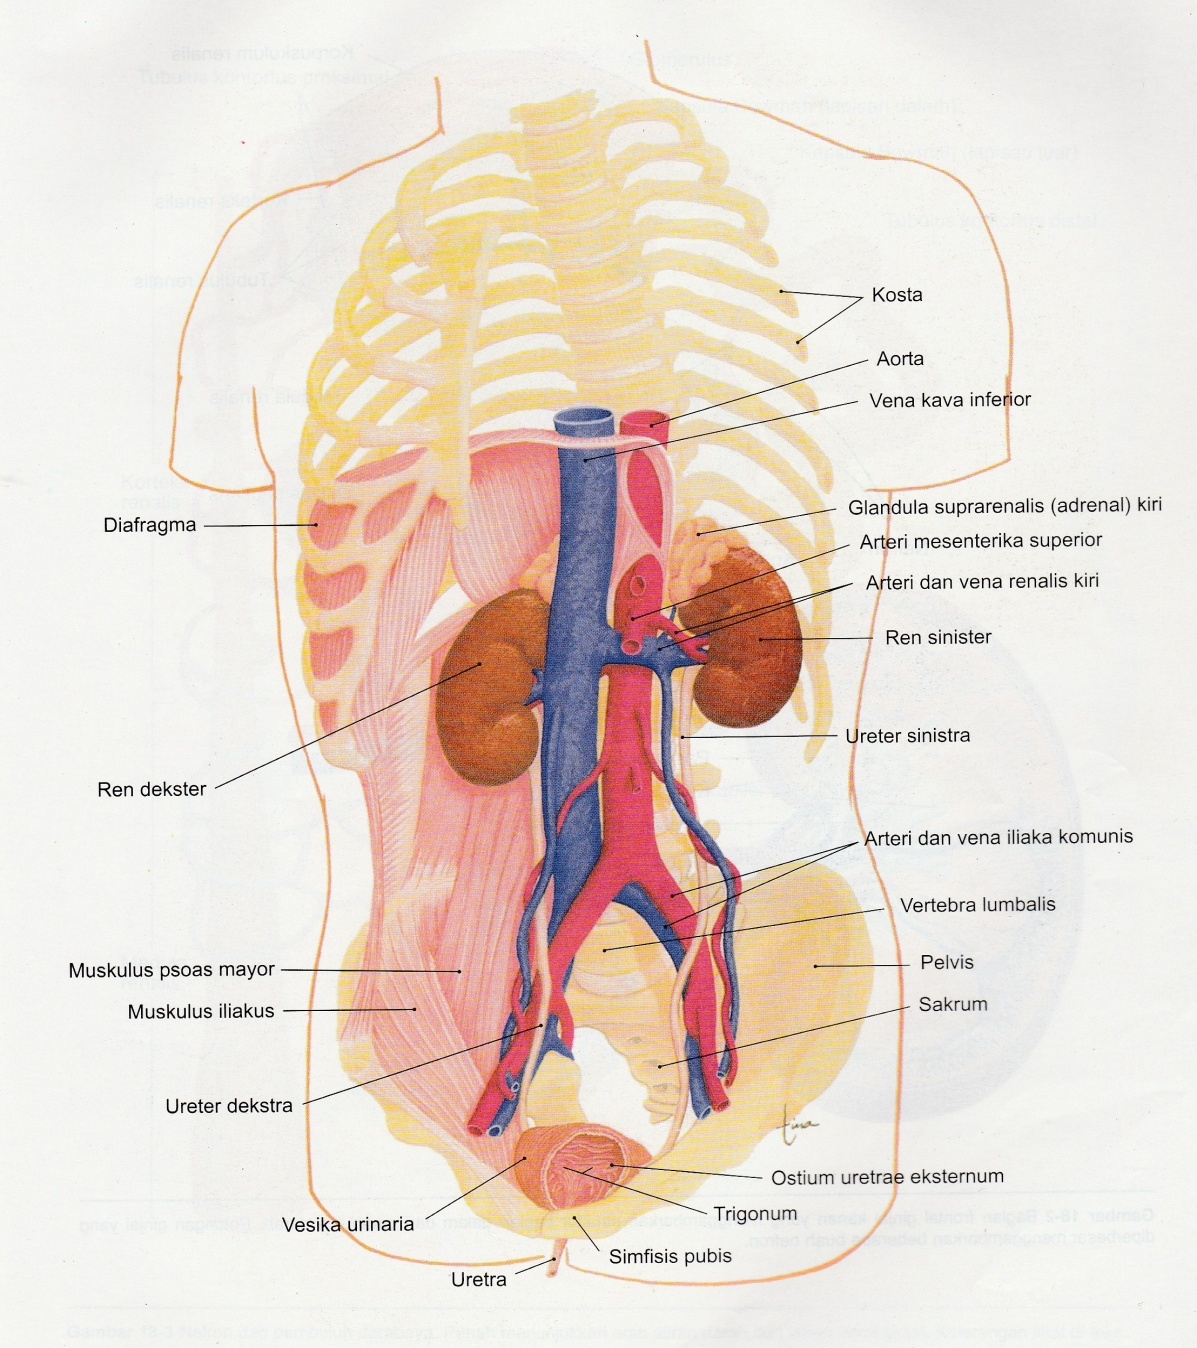 Kosta
Aorta
Vena kava inferior
Glandula suprarenalis (adrenal) kiri
Diafragma
Arteri mesenterika superior
Arteri dan vena renalis kiri
Ren sinister
Ureter sinistra
Ren dekster
Arteri dan vena iliaka komunis
Vertebra lumbalis
Pelvis
Muskulus psoas mayor
Sakrum
Muskulus iliakus
Ureter dekstra
tina
Ostium uretrae eksternum
Trigonum
Vesika urinaria
Simfisis pubis
Uretra